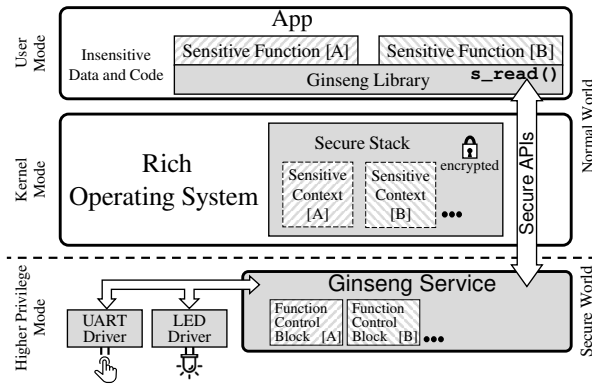 App
User
Mode
Insensitive
Data and Code
Sensitive Function [A]
Sensitive Function [B]
Ginseng Library
s_read()
Normal World
Kernel
Mode
Rich
Operating System
Secure Stack
encrypted
Sensitive
Context
[A]
Sensitive
Context
[B]
•••
Secure APIs
Higher Privilege
Mode
Ginseng Service
UART
Driver
LED
Driver
Function
Control
Block [A]
Function
Control
Block [B]
•••
Secure World